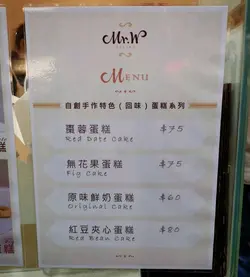 Mr. W
MENU
自創手作特色（回味）蛋糕系列
棗蓉蛋糕 $75
Red Date Cake
無花果蛋糕 $75
Fig Cake
原味鮮奶蛋糕 $60
Original Cake
紅豆夾心蛋糕 $80
Red Bean Cake